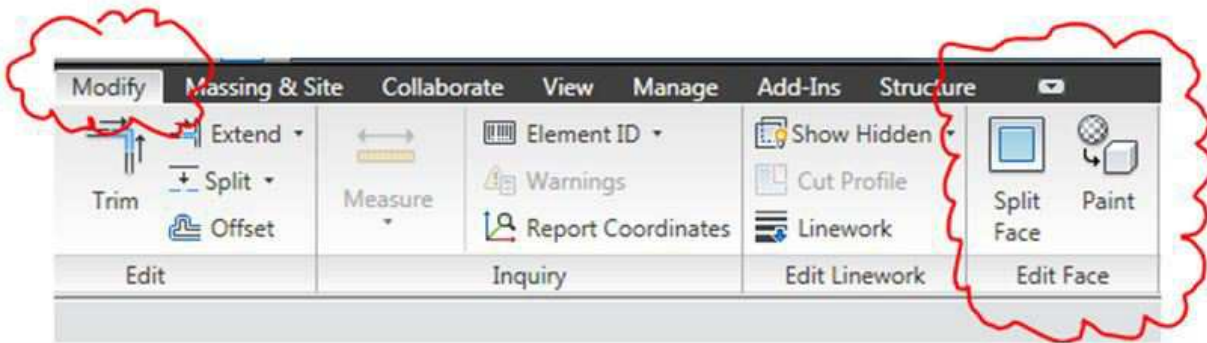 Modify Massing & Site Collaborate View Manage Add-Ins Structure
Extend Element ID Show Hidden
Trim Split Measure Warnings Cut Profile Split Face Paint
Offset Report Coordinates Linework
Edit Inquiry Edit Linework Edit Face